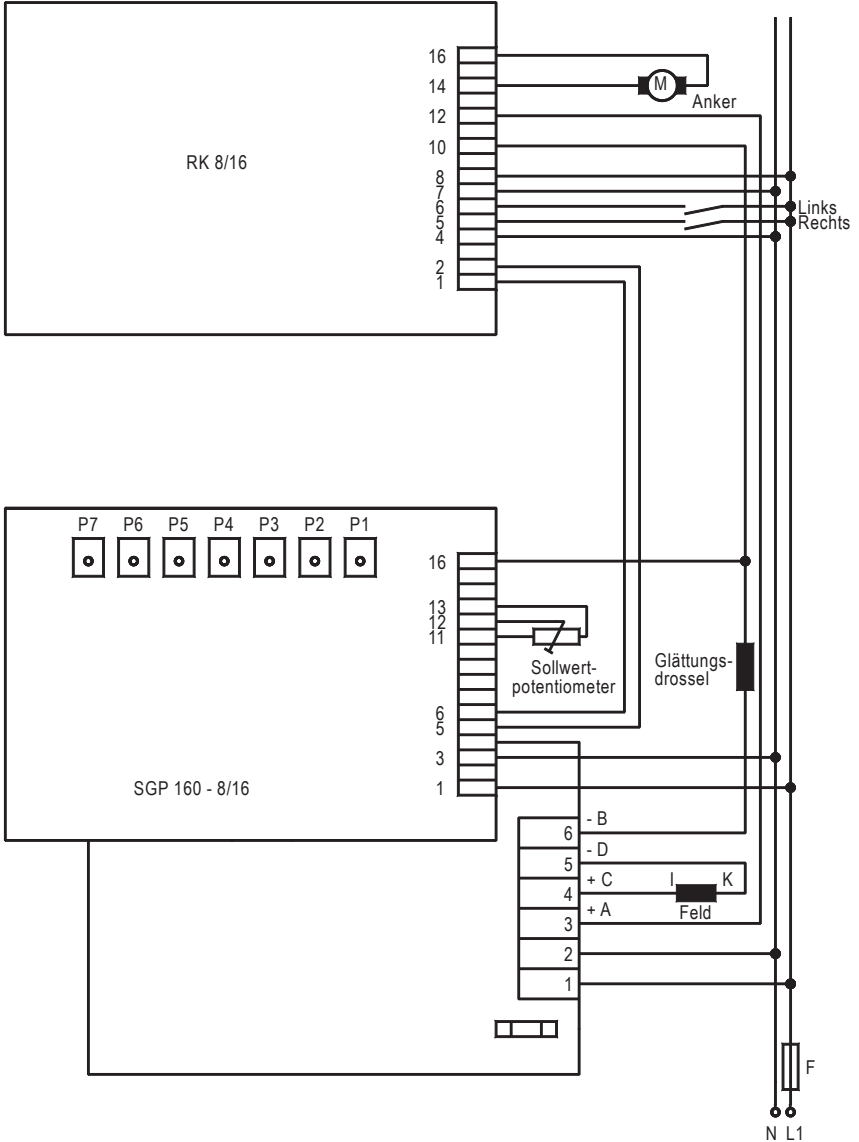 16
14
M
Anker
12
10
RK 8/16
8
7
6
Links
5
Rechts
4
2
1
P7 P6 P5 P4 P3 P2 P1
16
13
12
11
Sollwert-
potentiometer
Glättungs-
drossel
6
5
3
SGP 160 - 8/16
1
- B
6
- D
5
+ C
I K
4
Feld
+ A
3
2
1
F
N L1